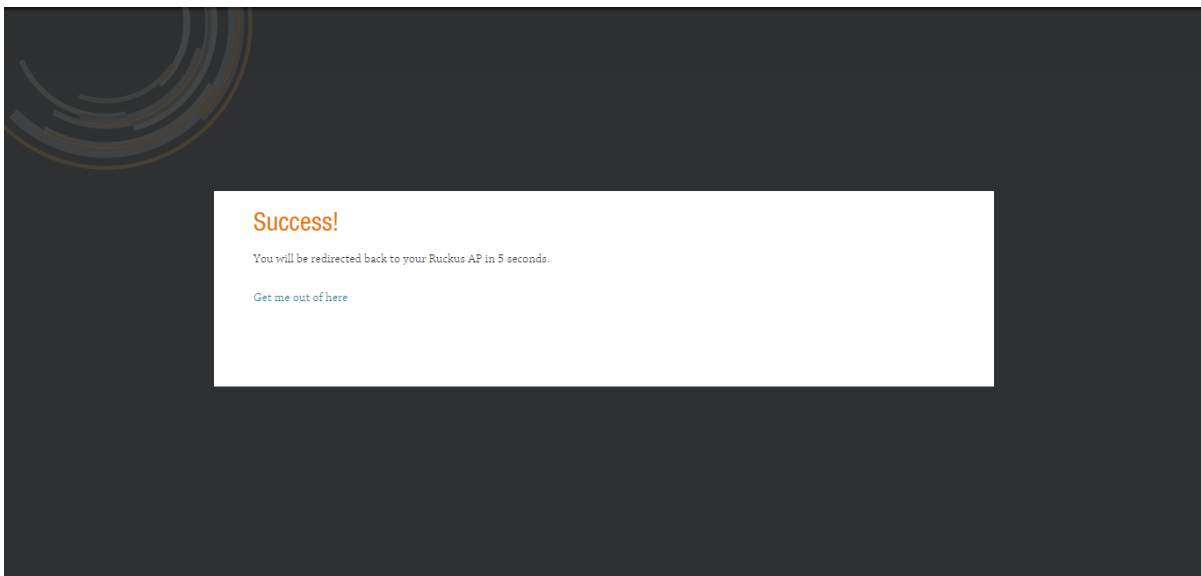 Success!
You will be redirected back to your Ruckus AP in 5 seconds.
Get me out of here